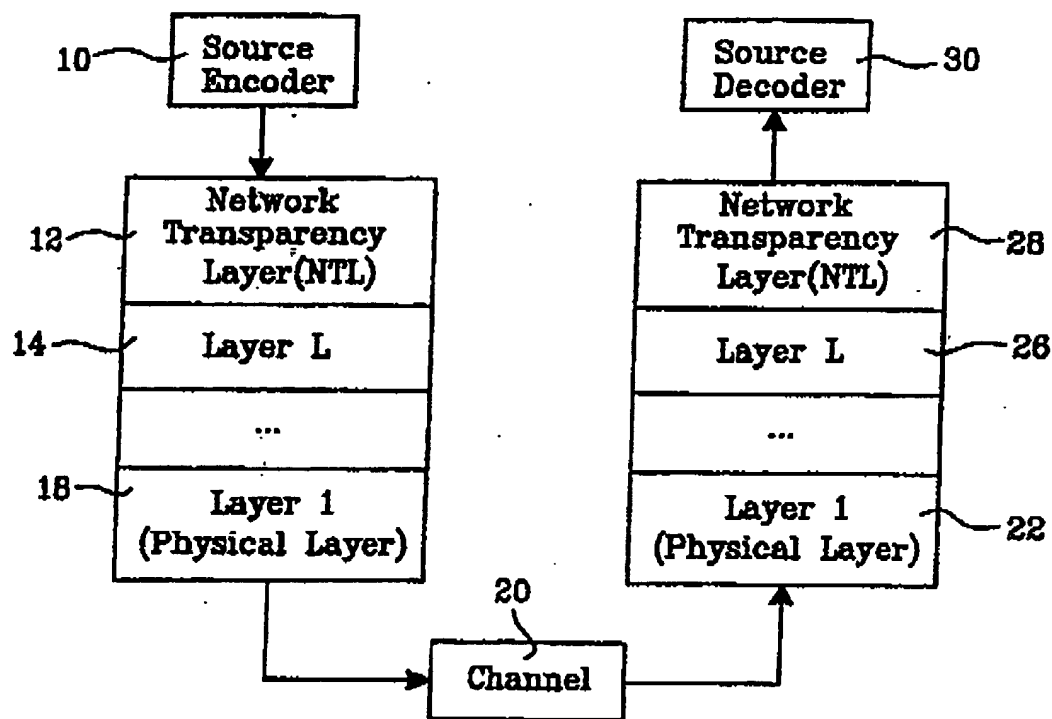 10
Source
Encoder
Source
Decoder
30
12
Network
Transparency
Layer(NTL)
Network
Transparency
Layer(NTL)
28
14
Layer L
Layer L
26
...
...
18
Layer 1
(Physical Layer)
Layer 1
(Physical Layer)
22
20
Channel